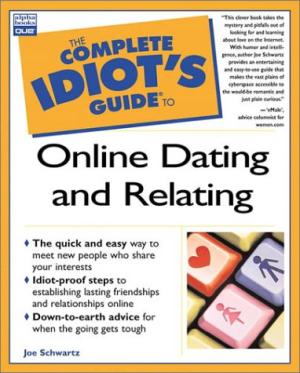 alpha
books
QUE
THE
COMPLETE
IDIOT'S
GUIDE® TO
"This clever book takes the
mystery and pitfalls out of
looking for and learning
about love on the Internet.
With humor and intelli-
gence, author Joe Schwartz
provides an entertaining
and easy-to-use guide that
makes the vast plains of
cyberspace accessible to
the would-be romantic and
just plain curious."
—'eMale',
advice columnist for
women.com
Online Dating
and Relating
The quick and easy way to
meet new people who share
your interests
Idiot-proof steps to
establishing lasting friendships
and relationships online
Down-to-earth advice for
when the going gets tough
Joe Schwartz